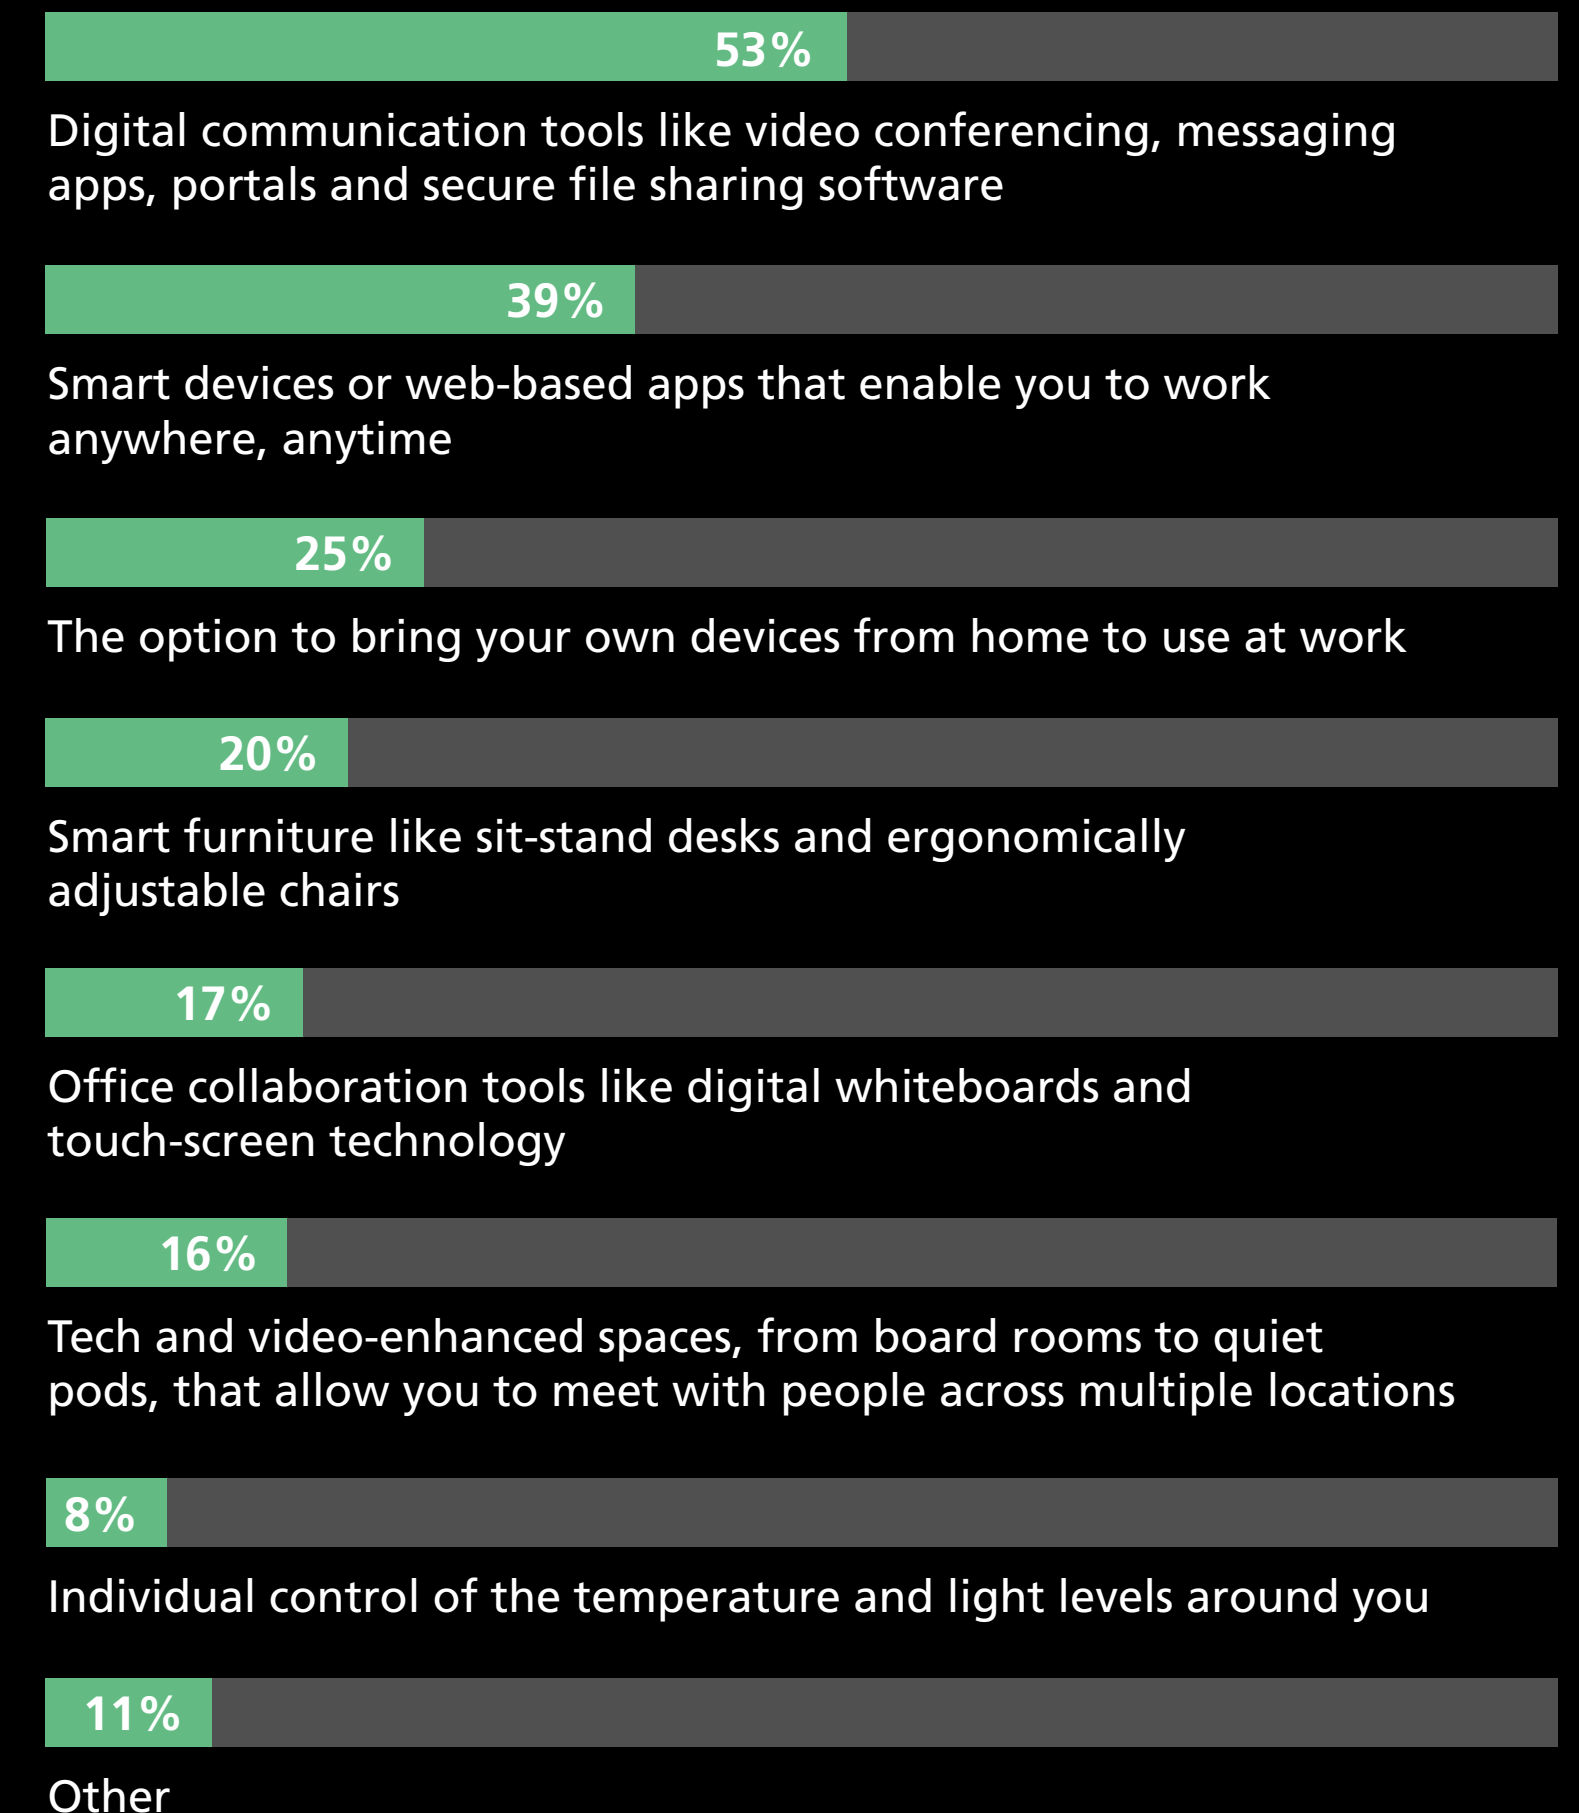 53%
Digital communication tools like video conferencing, messaging
apps, portals and secure file sharing software
39%
Smart devices or web-based apps that enable you to work
anywhere, anytime
25%
The option to bring your own devices from home to use at work
20%
Smart furniture like sit-stand desks and ergonomically
adjustable chairs
17%
Office collaboration tools like digital whiteboards and
touch-screen technology
16%
Tech and video-enhanced spaces, from board rooms to quiet
pods, that allow you to meet with people across multiple locations
8%
Individual control of the temperature and light levels around you
11%
Other